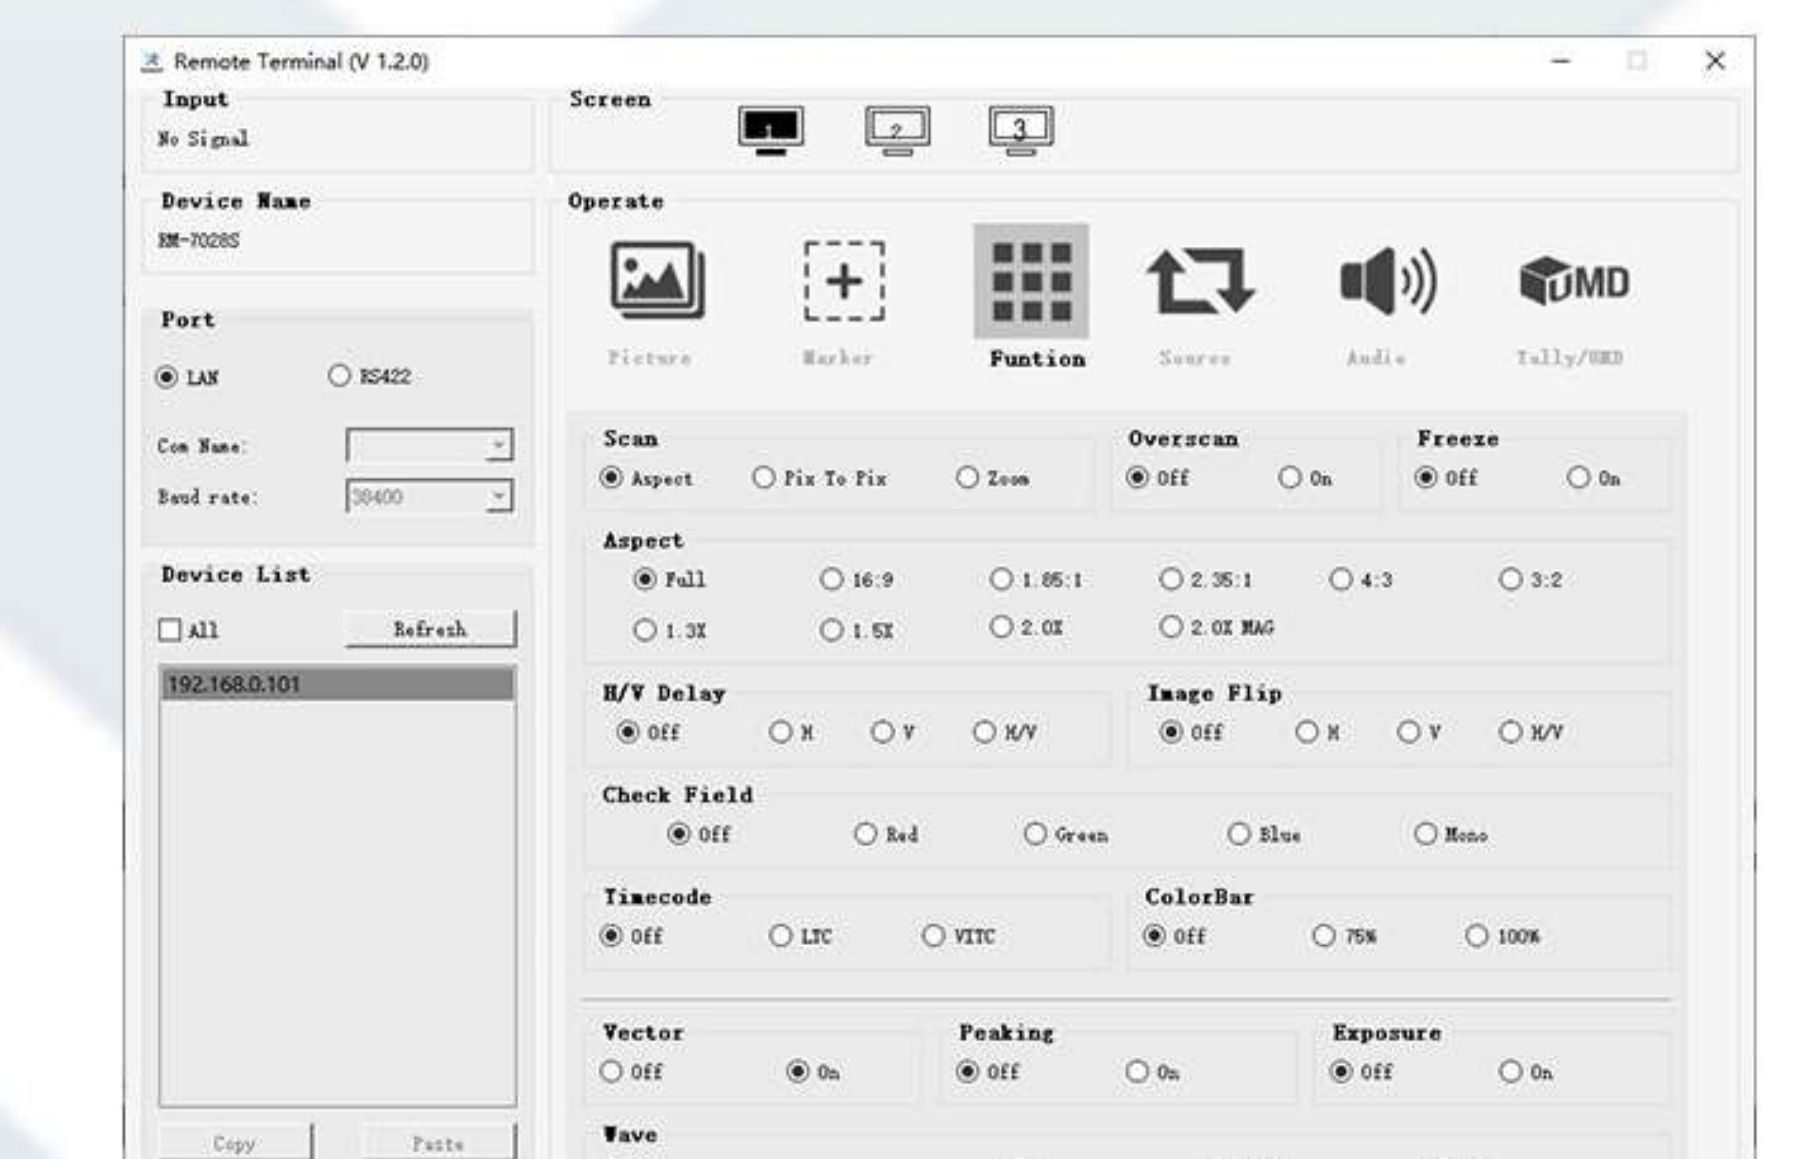 Remote Terminal (V 1.2.0)
Input
No Signal
Screen
1
2
3
Device Name
RM-7028S
Operate
UMD
Picture
Marker
Funtion
Source
Audio
Tally/UMD
Port
LAN
RS422
Com Name:
Baud rate:
38400
Scan
Aspect
Pix To Pix
Zoom
Overscan
Off
On
Freeze
Off
On
Aspect
Full
16:9
1.85:1
2.35:1
4:3
3:2
1.3X
1.5X
2.0X
2.0X MAG
Device List
All
Refresh
192.168.0.101
H/V Delay
Off
H
V
H/V
Image Flip
Off
H
V
H/V
Check Field
Off
Red
Green
Blue
Mono
Timecode
Off
LTC
VITC
ColorBar
Off
75%
100%
Vector
Off
On
Peaking
Off
On
Exposure
Off
On
Wave
Copy
Paste